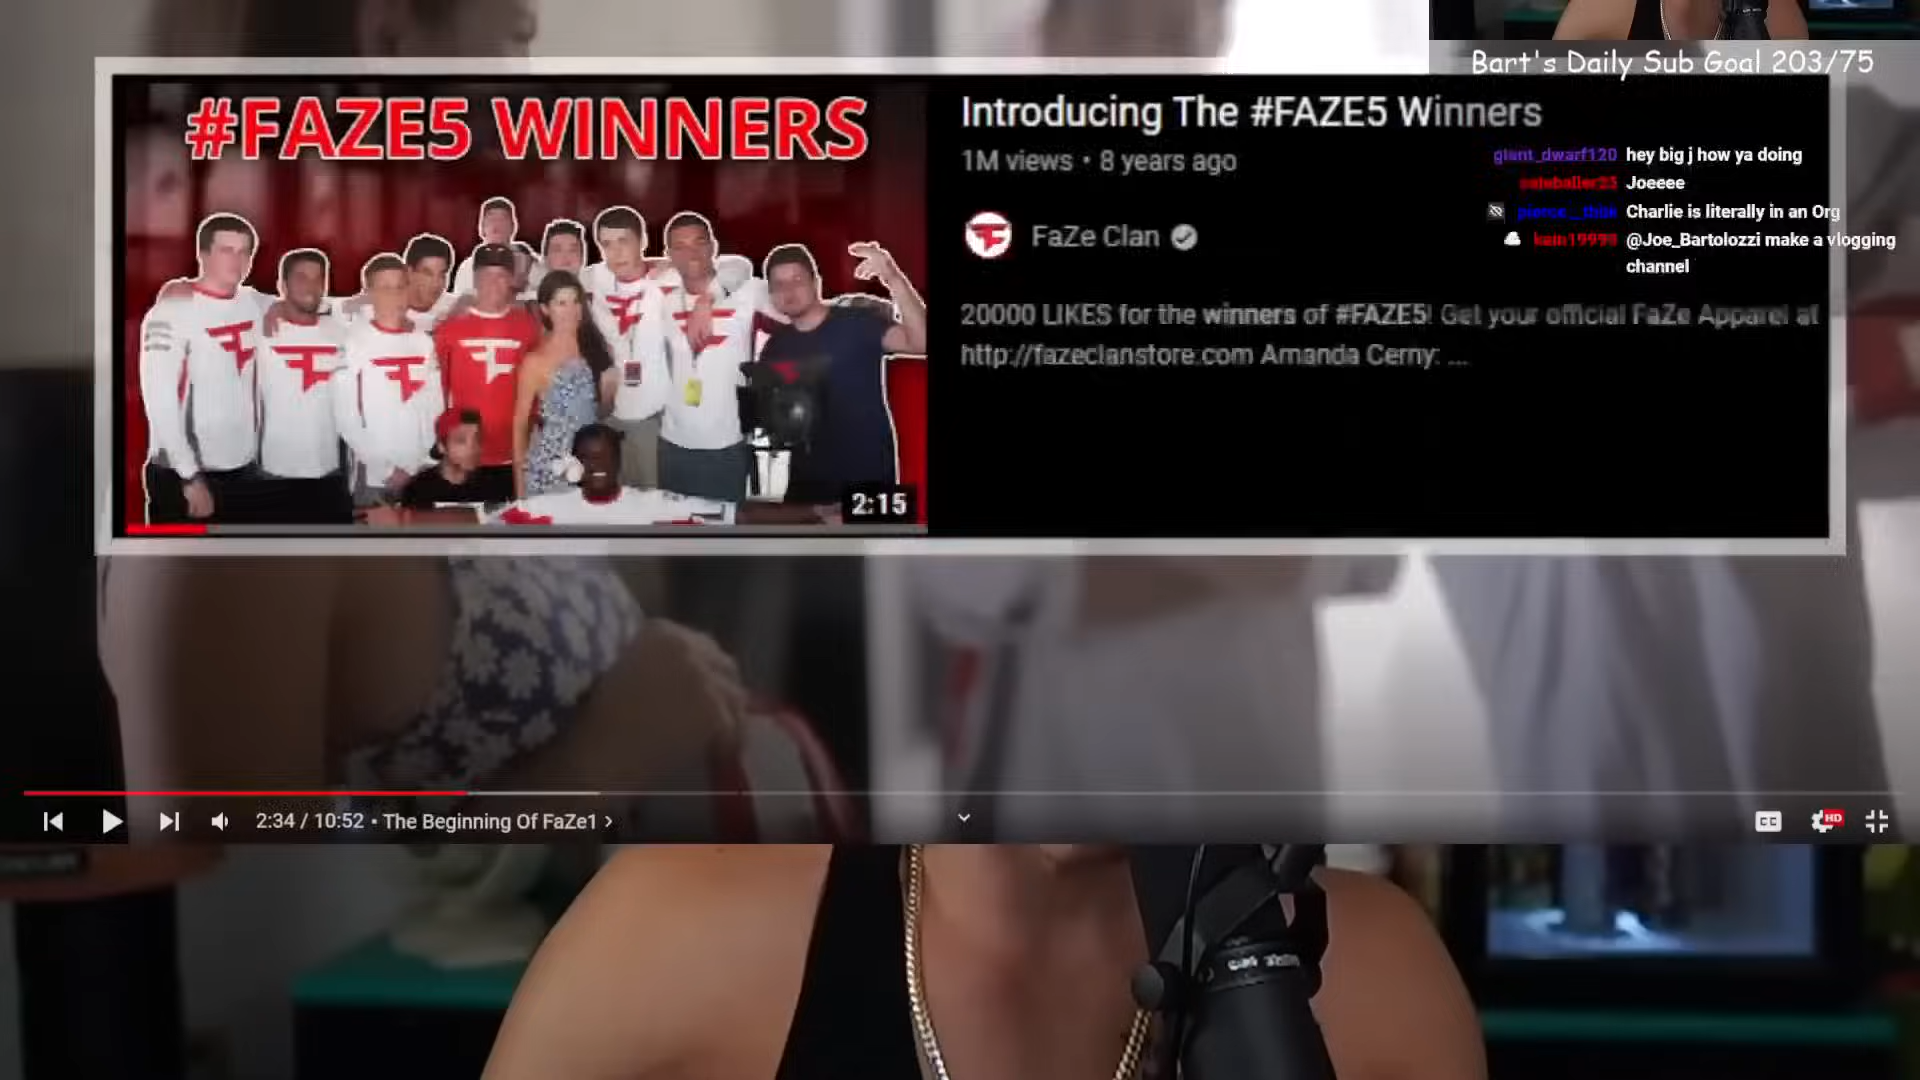 Bart's Daily Sub Goal 203/75
#FAZE5 WINNERS
2:15
Introducing The #FAZE5 Winners
1M views • 8 years ago
FaZe Clan
20000 LIKES for the winners of #FAZE5! Get your official FaZe Apparel at
http://fazeclanstore.com Amanda Cerny: ...
giant_dwarf120 hey big j how ya doing
Joeeee
Charlie is literally in an Org
@Joe_Bartolozzi make a vlogging
channel
2:34 / 10:52 • The Beginning Of FaZe1 >
CC
HD